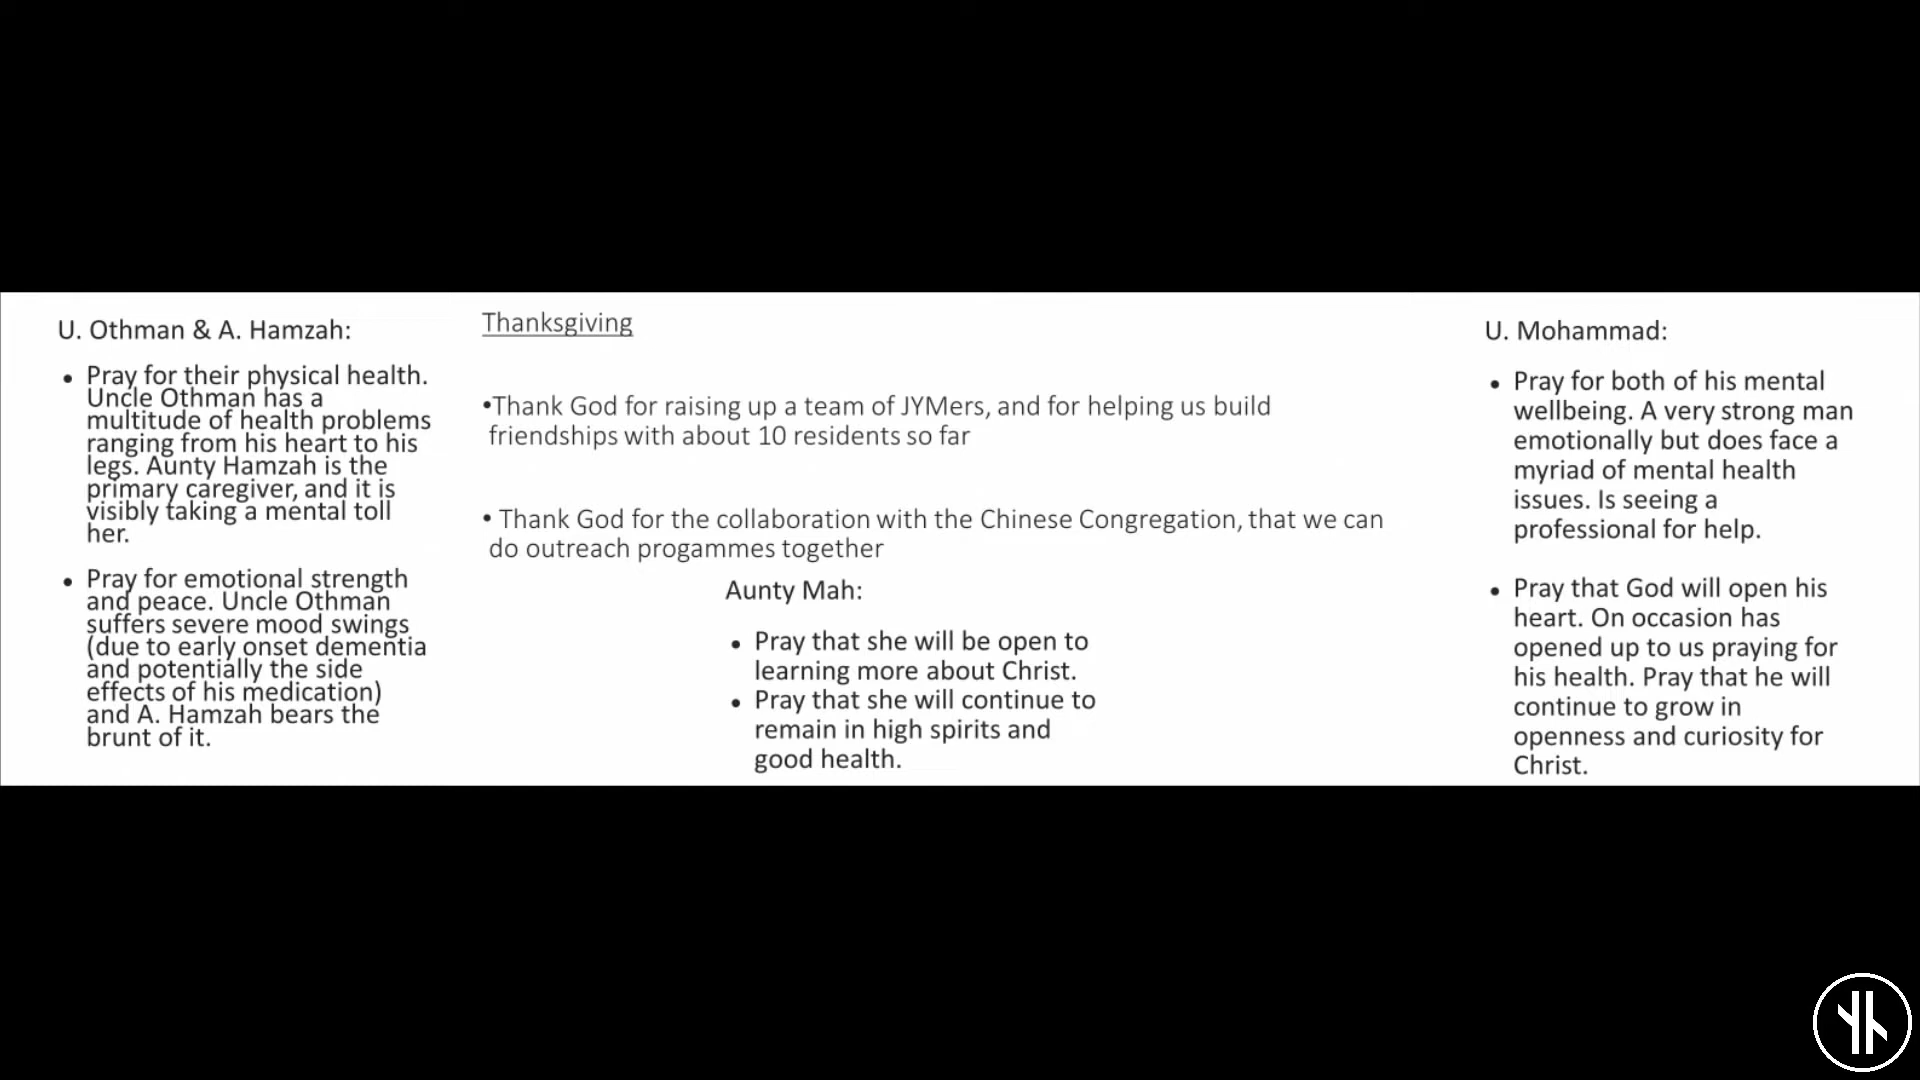 U. Othman & A. Hamzah:
• Pray for their physical health.
Uncle Othman has a
multitude of health problems
ranging from his heart to his
legs. Aunty Hamzah is the
primary caregiver, and it is
visibly taking a mental toll
her.
• Pray for emotional strength
and peace. Uncle Othman
suffers severe mood swings
(due to early onset dementia
and potentially the side
effects of his medication)
and A. Hamzah bears the
brunt of it.
Thanksgiving
•Thank God for raising up a team of JYMers, and for helping us build
friendships with about 10 residents so far
• Thank God for the collaboration with the Chinese Congregation, that we can
do outreach progammes together
Aunty Mah:
• Pray that she will be open to
learning more about Christ.
• Pray that she will continue to
remain in high spirits and
good health.
U. Mohammad:
• Pray for both of his mental
wellbeing. A very strong man
emotionally but does face a
myriad of mental health
issues. Is seeing a
professional for help.
• Pray that God will open his
heart. On occasion has
opened up to us praying for
his health. Pray that he will
continue to grow in
openness and curiosity for
Christ.